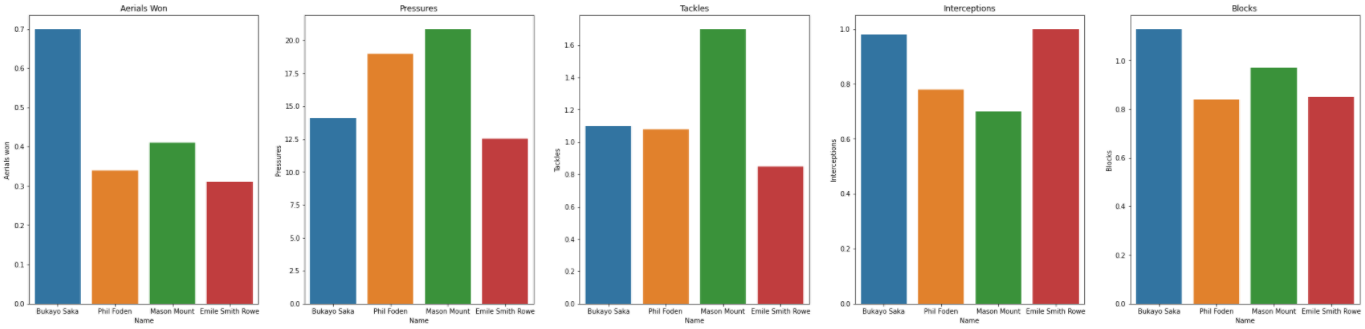 Aerials Won
0.7
0.6
0.5
0.4
0.3
0.2
0.1
0.0
Aerials won
Bukayo Saka Phil Foden Mason Mount Emile Smith Rowe
Name
Pressures
20.0
17.5
15.0
12.5
10.0
7.5
5.0
2.5
0.0
Pressures
Bukayo Saka Phil Foden Mason Mount Emile Smith Rowe
Name
Tackles
1.6
1.4
1.2
1.0
0.8
0.6
0.4
0.2
0.0
Tackles
Bukayo Saka Phil Foden Mason Mount Emile Smith Rowe
Name
Interceptions
1.0
0.8
0.6
0.4
0.2
0.0
Interceptions
Bukayo Saka Phil Foden Mason Mount Emile Smith Rowe
Name
Blocks
1.0
0.8
0.6
0.4
0.2
0.0
Blocks
Bukayo Saka Phil Foden Mason Mount Emile Smith Rowe
Name